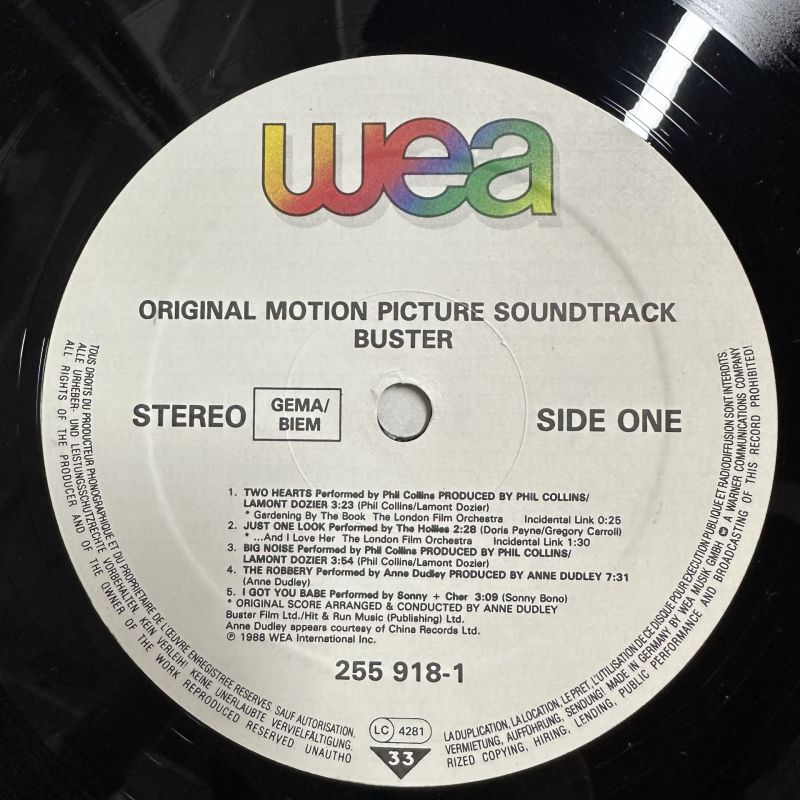 wea
ORIGINAL MOTION PICTURE SOUNDTRACK
BUSTER
STEREO
GEMA/
BIEM
SIDE ONE
1. TWO HEARTS Performed by Phil Collins PRODUCED BY PHIL COLLINS/
LAMONT DOZIER 3:23 (Phil Collins/Lamont Dozier)
* Gardening By The Book The London Film Orchestra Incidental Link 0:25
2. JUST ONE LOOK Performed by The Hollies 2:28 (Doris Payne/Gregory Carroll)
* ...And I Love Her The London Film Orchestra Incidental Link 1:30
3. BIG NOISE Performed by Phil Collins PRODUCED BY PHIL COLLINS/
LAMONT DOZIER 3:54 (Phil Collins/Lamont Dozier)
4. THE ROBBERY Performed by Anne Dudley PRODUCED BY ANNE DUDLEY 7:31
(Anne Dudley)
5. I GOT YOU BABE Performed by Sonny + Cher 3:09 (Sonny Bono)
* ORIGINAL SCORE ARRANGED & CONDUCTED BY ANNE DUDLEY
Buster Film Ltd./Hit & Run Music (Publishing) Ltd.
Anne Dudley appears courtesy of China Records Ltd.
℗ 1988 WEA International Inc.
255 918-1
LC 4281
33
TOUS DROITS DU PRODUCTEUR PHONOGRAPHIQUE ET DU PROPRIETAIRE DE L'ŒUVRE ENREGISTREE RESERVES SAUF AUTORISATION. LA DUPLICATION, LA LOCATION, LE PRET, L'UTILISATION DE CE DISQUE POUR EXECUTION PUBLIQUE ET RADIODIFFUSION SONT INTERDITS.
ALLE URHEBER- UND LEISTUNGSSCHUTZRECHTE VORBEHALTEN. KEIN VERLEIH! KEINE UNERLAUBTE VERVIELFÄLTIGUNG, VERMIETUNG, AUFFÜHRUNG, SENDUNG! MADE IN GERMANY BY WEA MUSIK GMBH A WARNER COMMUNICATIONS COMPANY
ALL RIGHTS OF THE PRODUCER AND OF THE OWNER OF THE WORK REPRODUCED RESERVED UNAUTHORIZED COPYING, HIRING, LENDING, PUBLIC PERFORMANCE AND BROADCASTING OF THIS RECORD PROHIBITED!